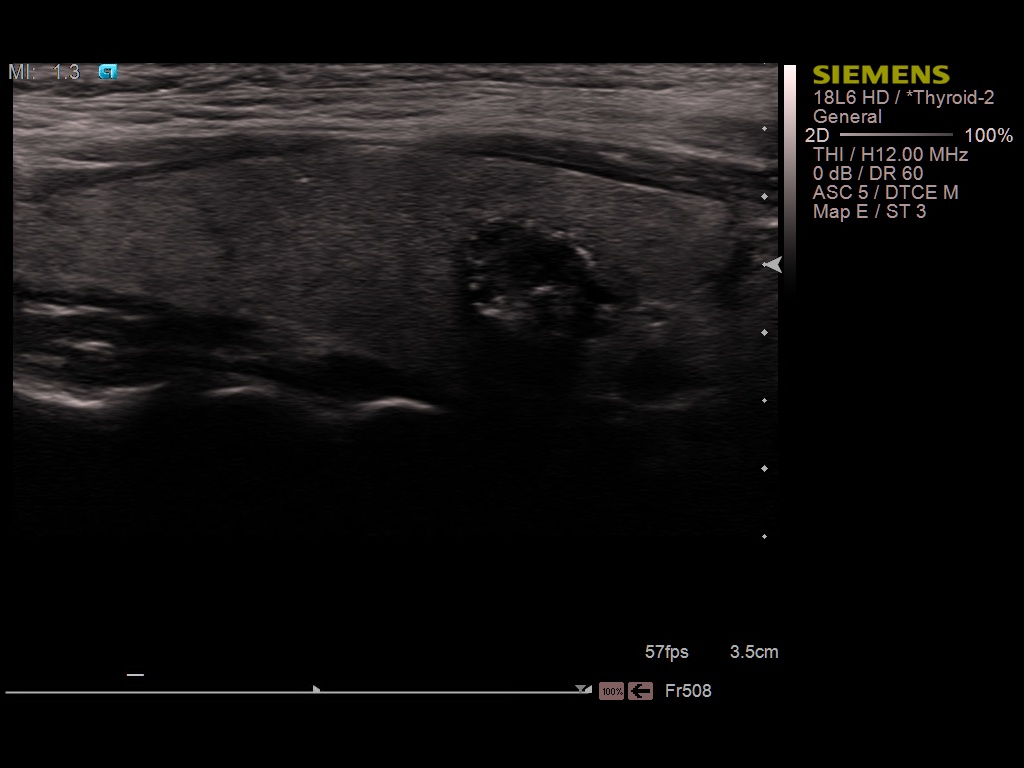 MI: 1.3
SIEMENS
18L6 HD / *Thyroid-2
General
2D 100%
THI / H12.00 MHz
0 dB / DR 60
ASC 5 / DTCE M
Map E / ST 3
57fps 3.5cm
100% Fr508